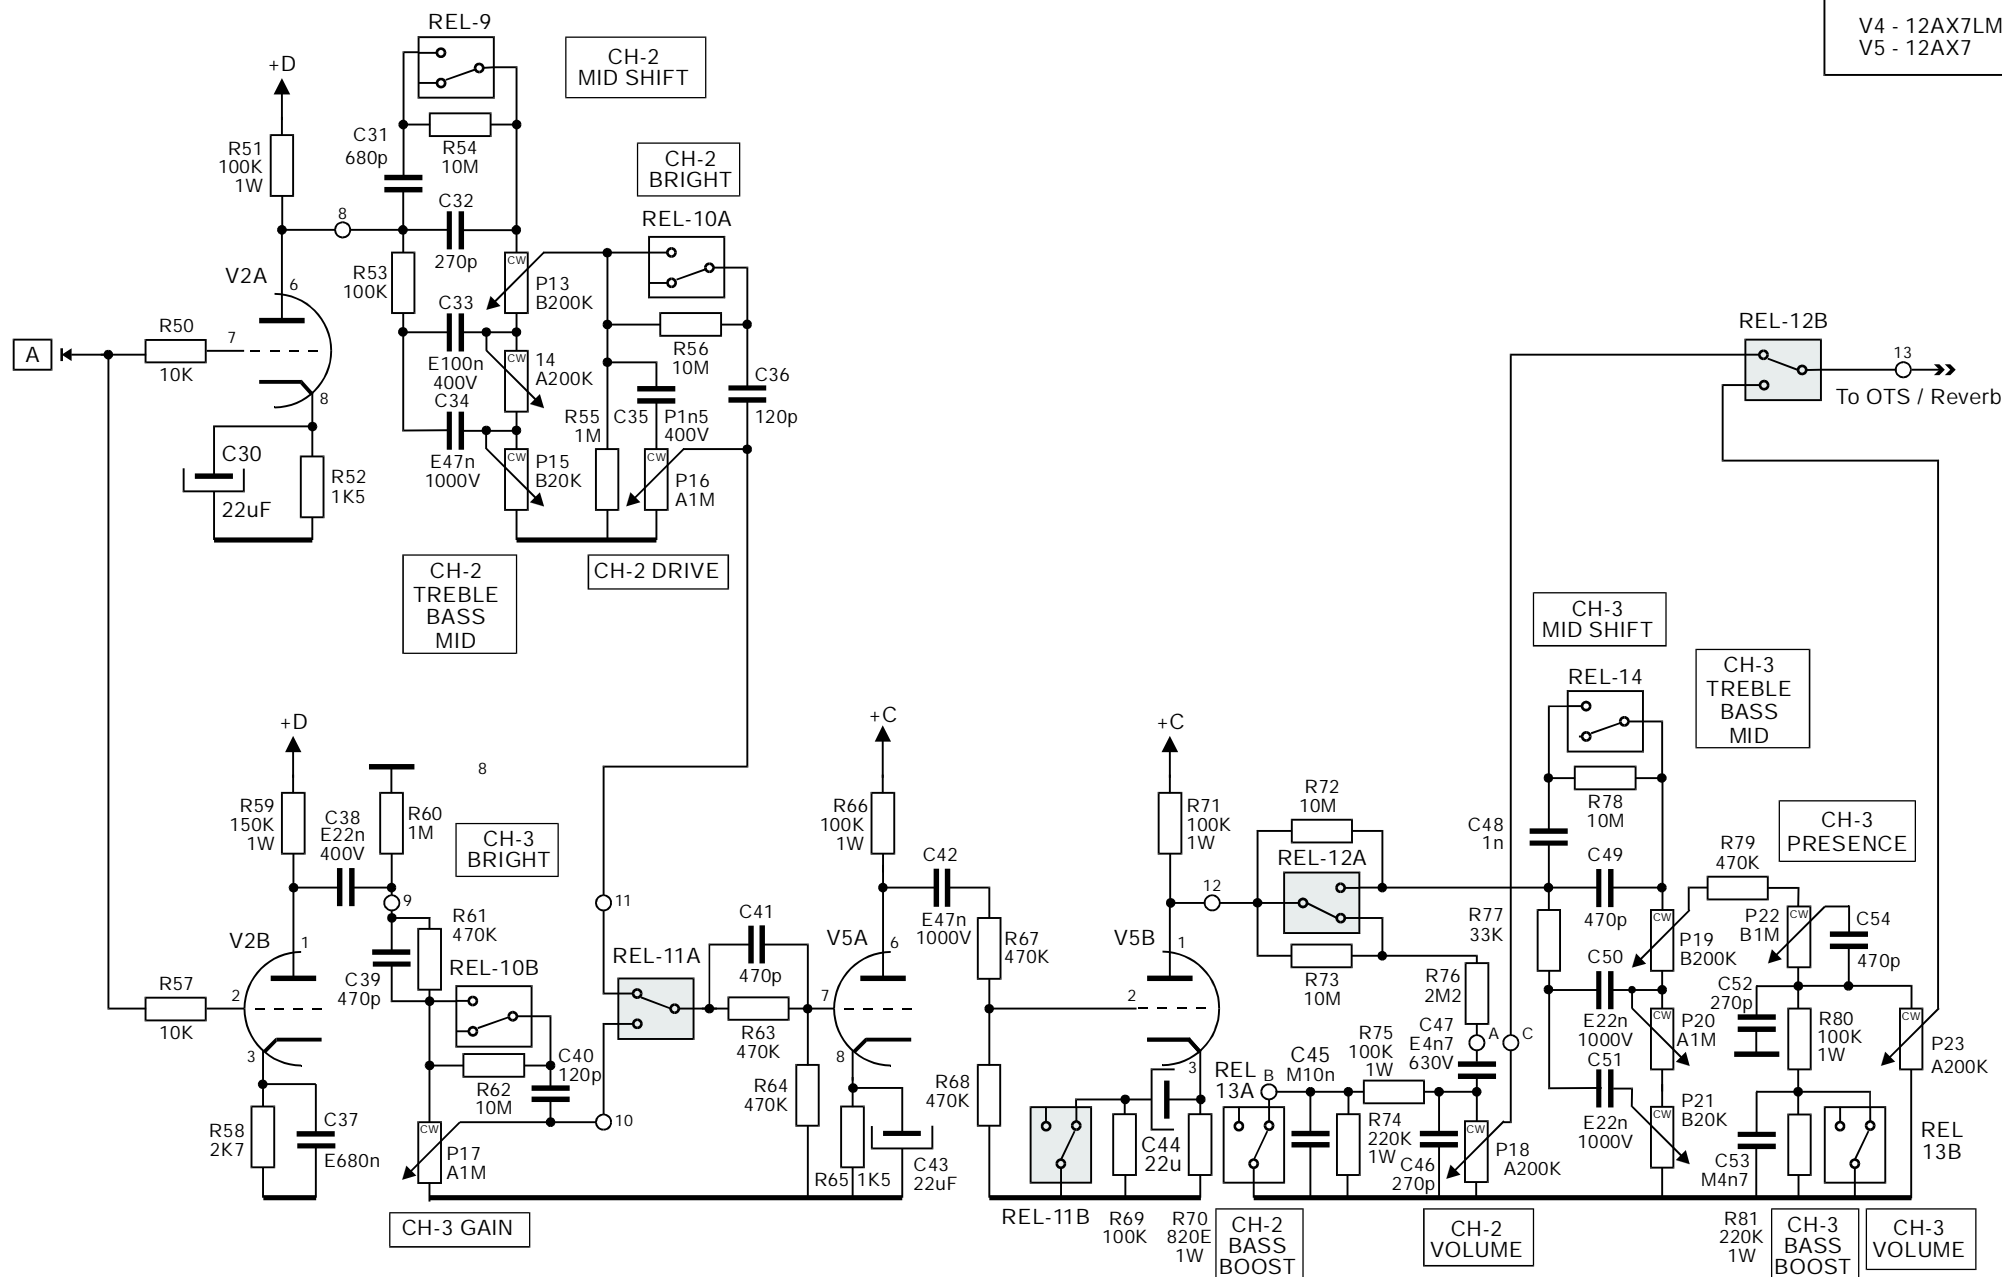 REL-9
V4 - 12AX7LM
V5 - 12AX7
CH-2
MID SHIFT
+D
C31
680p
R54
10M
R51
100K
1W
CH-2
BRIGHT
C32
270p
8
REL-10A
V2A
6
R53
100K
CW
P13
B200K
C33
E100n
400V
R50
10K
7
A
CW
14
A200K
R56
10M
C36
120p
REL-12B
13
To OTS / Reverb
8
C34
E47n
1000V
R55
1M
C35
P1n5
400V
C30
22uF
R52
1K5
CW
P15
B20K
CW
P16
A1M
CH-2
TREBLE
BASS
MID
CH-2 DRIVE
CH-3
MID SHIFT
REL-14
CH-3
TREBLE
BASS
MID
+D
8
+C
+C
R59
150K
1W
C38
E22n
400V
R60
1M
CH-3
BRIGHT
R66
100K
1W
C42
E47n
1000V
R71
100K
1W
R72
10M
REL-12A
C48
1n
R78
10M
R79
470K
CH-3
PRESENCE
9
11
12
C49
470p
V2B
1
R61
470K
C39
470p
REL-10B
REL-11A
C41
470p
V5A
6
R67
470K
V5B
1
R73
10M
R76
2M2
R77
33K
CW
P19
B200K
P22
B1M
CW
C54
470p
C50
E22n
1000V
R57
10K
2
R63
470K
7
2
C52
270p
CW
P20
A1M
R80
100K
1W
CW
P23
A200K
3
R62
10M
C40
120p
R64
470K
8
R68
470K
3
REL
13A
B
C45
M10n
R75
100K
1W
C47
E4n7
630V
A
C
C51
E22n
1000V
R58
2K7
C37
E680n
CW
P17
A1M
10
R65
1K5
C43
22uF
C44
22u
R74
220K
1W
C46
270p
CW
P18
A200K
CW
P21
B20K
C53
M4n7
REL
13B
CH-3 GAIN
REL-11B
R69
100K
R70
820E
1W
CH-2
BASS
BOOST
CH-2
VOLUME
R81
220K
1W
CH-3
BASS
BOOST
CH-3
VOLUME